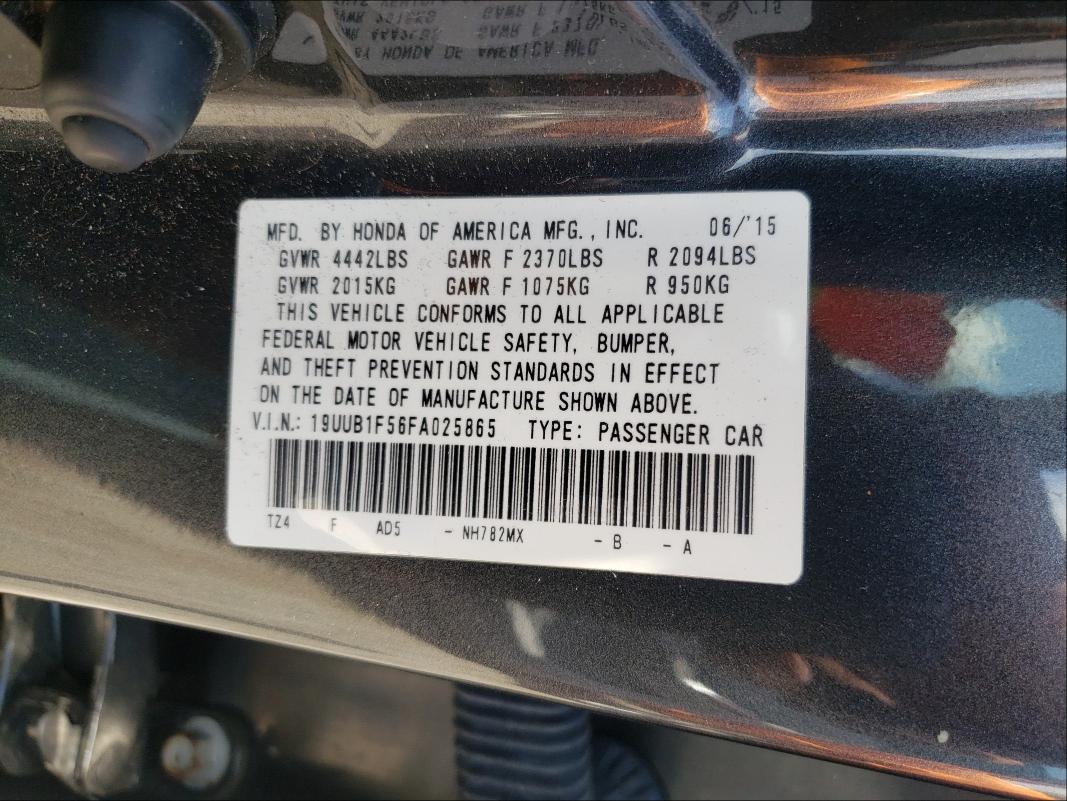 MFD. BY HONDA OF AMERICA MFG., INC. 06/'15
GVWR 4442LBS GAWR F 2370LBS R 2094LBS
GVWR 2015KG GAWR F 1075KG R 950KG
THIS VEHICLE CONFORMS TO ALL APPLICABLE
FEDERAL MOTOR VEHICLE SAFETY, BUMPER,
AND THEFT PREVENTION STANDARDS IN EFFECT
ON THE DATE OF MANUFACTURE SHOWN ABOVE.
V.I.N.: 19UUB1F56FA025865 TYPE: PASSENGER CAR
TZ4 F AD5 - NH782MX - B - A